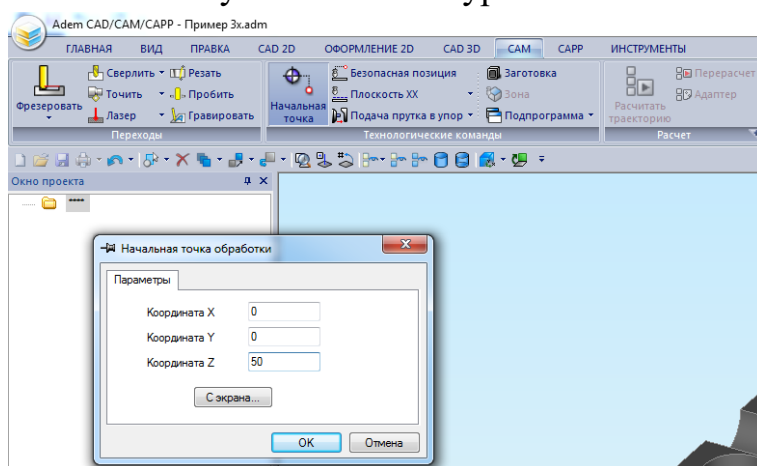 Adem CAD/CAM/CAPP - Пример 3x.adm
ГЛАВНАЯ ВИД ПРАВКА CAD 2D ОФОРМЛЕНИЕ 2D CAD 3D CAM CAPP ИНСТРУМЕНТЫ
Фрезеровать
Сверлить Резать
Точить Пробить
Лазер Гравировать
Переходы
Начальная
точка
Безопасная позиция Заготовка
Плоскость XX Зона
Подача прутка в упор Подпрограмма
Технологические команды
Расчитать
траекторию
Перерасчет
Адаптер
Расчет
Окно проекта
****
Начальная точка обработки
Параметры
Координата X 0
Координата Y 0
Координата Z 50
С экрана...
OK Отмена